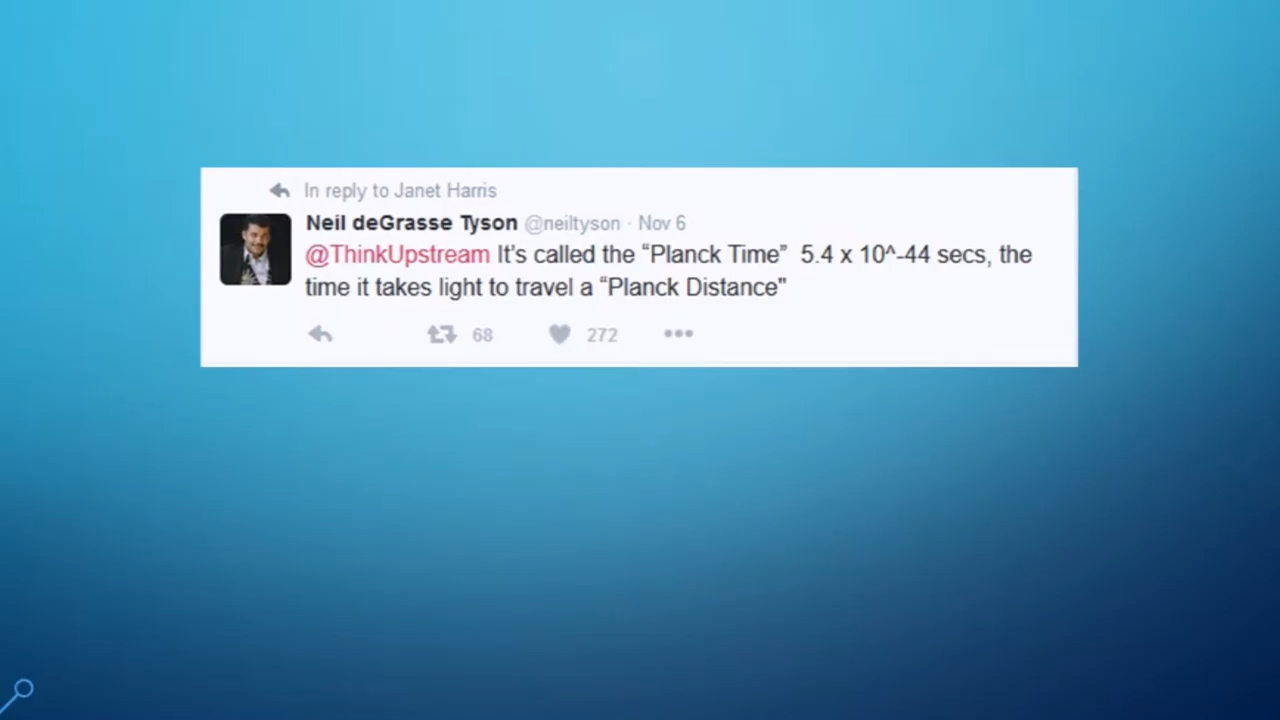 In reply to Janet Harris
Neil deGrasse Tyson @neiltyson · Nov 6
@ThinkUpstream It's called the “Planck Time”  5.4 x 10^-44 secs, the
time it takes light to travel a “Planck Distance"
68 272 •••